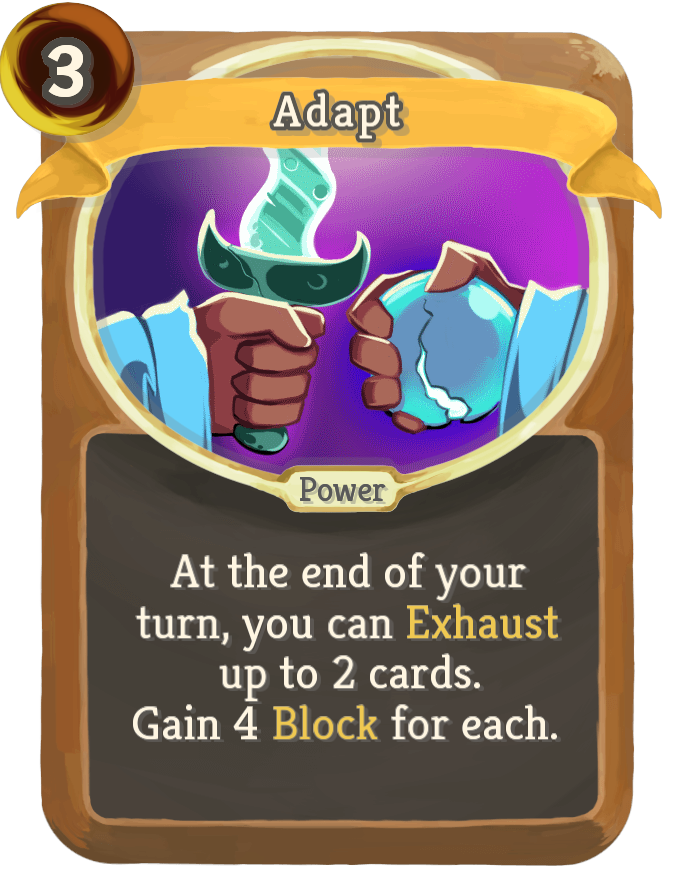 3
Adapt
Power
At the end of your
turn, you can Exhaust
up to 2 cards.
Gain 4 Block for each.